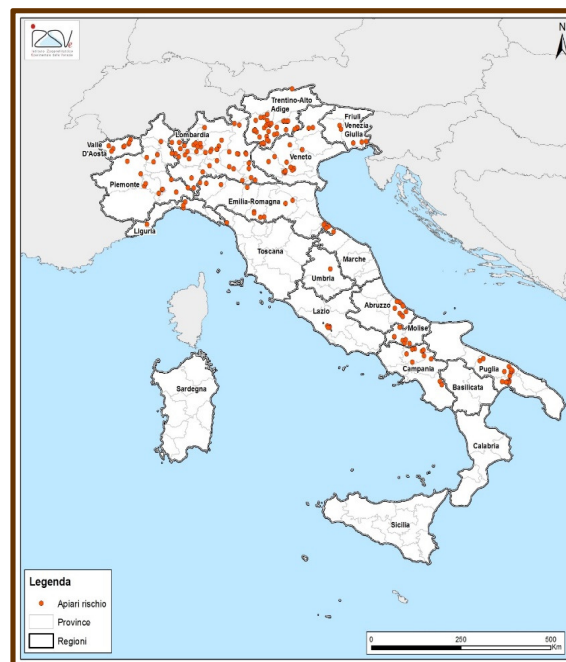 IZSVe
N
Trentino-Alto
Adige
Friuli
Venezia
Giulia
Lombardia
Valle
D'Aosta
Veneto
Piemonte
Emilia-Romagna
Liguria
Toscana
Marche
Umbria
Lazio
Abruzzo
Molise
Campania
Puglia
Basilicata
Sardegna
Calabria
Sicilia
Legenda
Apiari rischio
Province
Regioni
0 250 500
Km